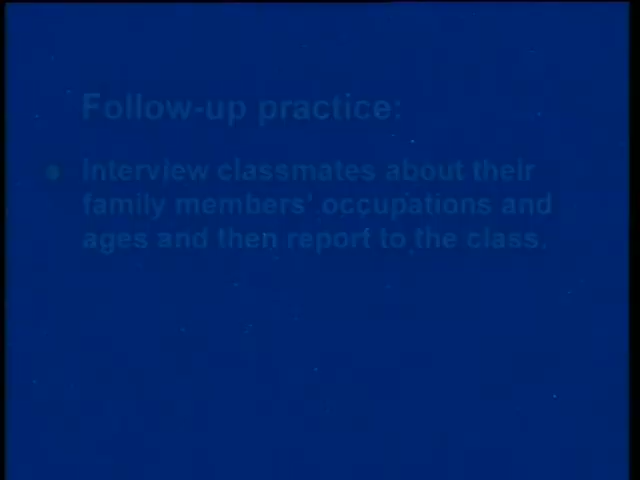 Follow-up practice:
Interview classmates about their
family members' occupations and
ages and then report to the class.